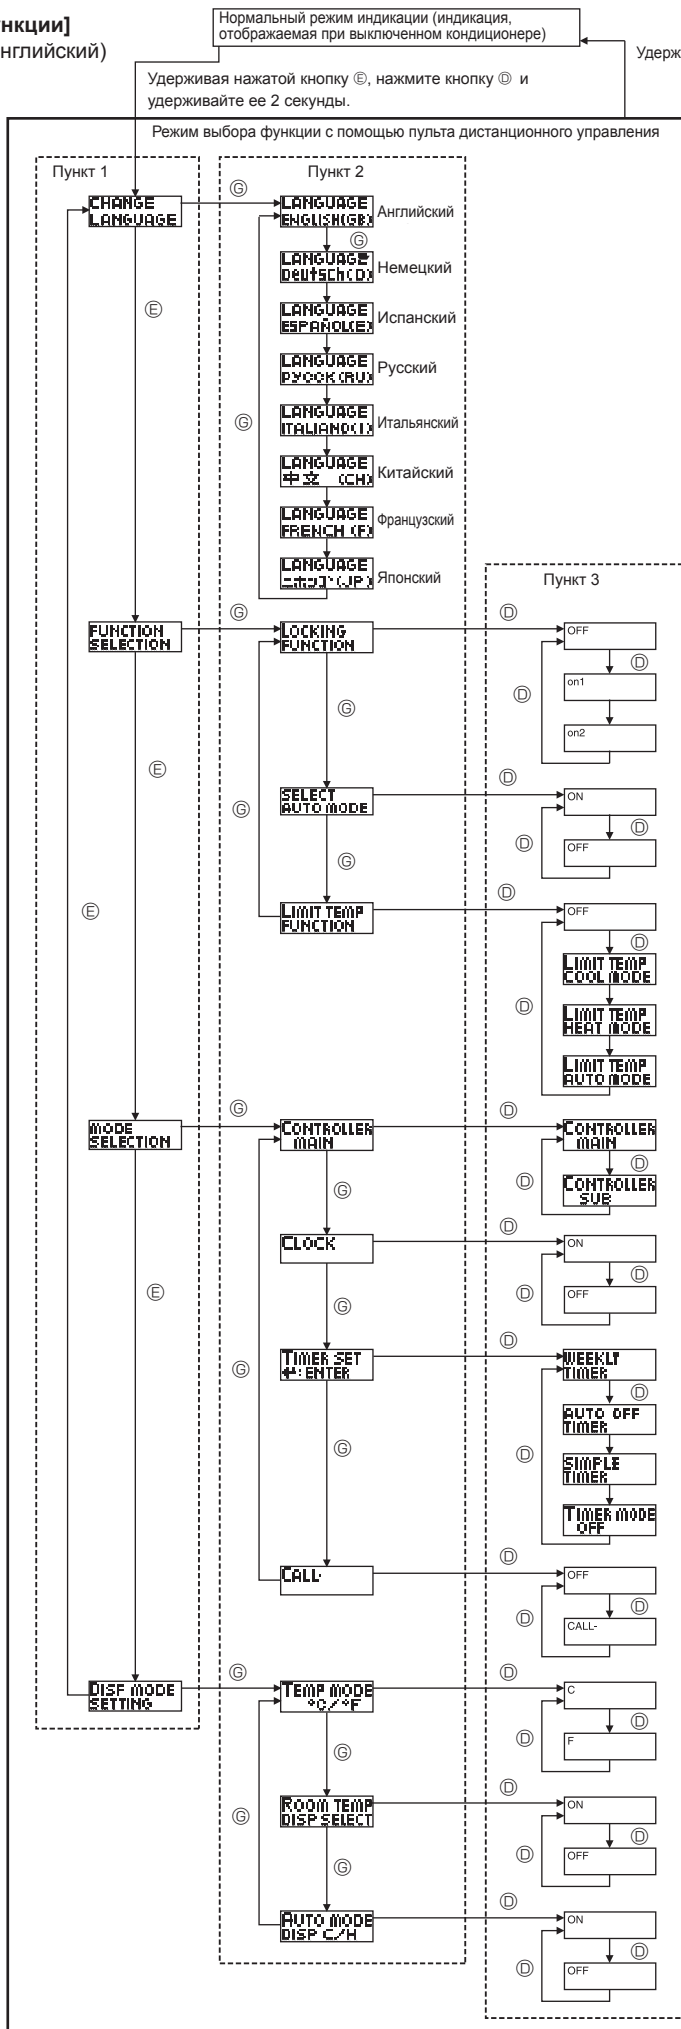 нкции]
нглийский)
Нормальный режим индикации (индикация,
отображаемая при выключенном кондиционере)
Удерж
Удерживая нажатой кнопку Ⓔ, нажмите кнопку Ⓓ и
удерживайте ее 2 секунды.
Режим выбора функции с помощью пульта дистанционного управления
Пункт 1
Пункт 2
CHANGE
LANGUAGE
Ⓖ
LANGUAGE
ENGLISH(GB)
Английский
Ⓖ
LANGUAGE
Deutsch(D)
Немецкий
Ⓔ
LANGUAGE
ESPAÑOL(E)
Испанский
LANGUAGE
РУССК(RU)
Русский
Ⓖ
LANGUAGE
ITALIANO(I)
Итальянский
LANGUAGE
中文 (CH)
Китайский
LANGUAGE
FRENCH (F)
Французский
LANGUAGE
ニホンゴ(JP)
Японский
Пункт 3
FUNCTION
SELECTION
Ⓖ
LOCKING
FUNCTION
Ⓓ
OFF
Ⓓ
Ⓓ
on1
Ⓖ
on2
Ⓔ
SELECT
AUTO MODE
Ⓓ
ON
Ⓖ
Ⓓ
Ⓓ
OFF
Ⓖ
Ⓔ
LIMIT TEMP
FUNCTION
Ⓓ
OFF
Ⓓ
LIMIT TEMP
COOL MODE
Ⓓ
LIMIT TEMP
HEAT MODE
LIMIT TEMP
AUTO MODE
MODE
SELECTION
Ⓖ
CONTROLLER
MAIN
Ⓓ
CONTROLLER
MAIN
Ⓓ
Ⓓ
CONTROLLER
SUB
Ⓖ
CLOCK
Ⓓ
ON
Ⓓ
Ⓔ
Ⓓ
OFF
Ⓖ
TIMER SET
↵:ENTER
Ⓓ
WEEKLY
TIMER
Ⓖ
Ⓓ
AUTO OFF
TIMER
Ⓖ
Ⓓ
SIMPLE
TIMER
TIMER MODE
OFF
CALL-
Ⓓ
OFF
Ⓓ
Ⓓ
CALL-
DISP MODE
SETTING
Ⓖ
TEMP MODE
°C/°F
Ⓓ
C
Ⓓ
Ⓓ
F
Ⓖ
ROOM TEMP
DISP SELECT
Ⓓ
ON
Ⓖ
Ⓓ
Ⓓ
OFF
Ⓖ
AUTO MODE
DISP C/H
Ⓓ
ON
Ⓓ
Ⓓ
OFF